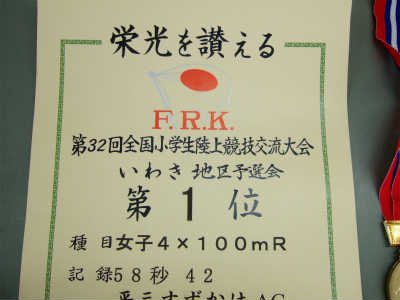 栄光を讃える
F.R.K.
第32回全国小学生陸上競技交流大会
いわき 地区予選会
第 1 位
種 目 女子4×100mR
記 録 58秒 42